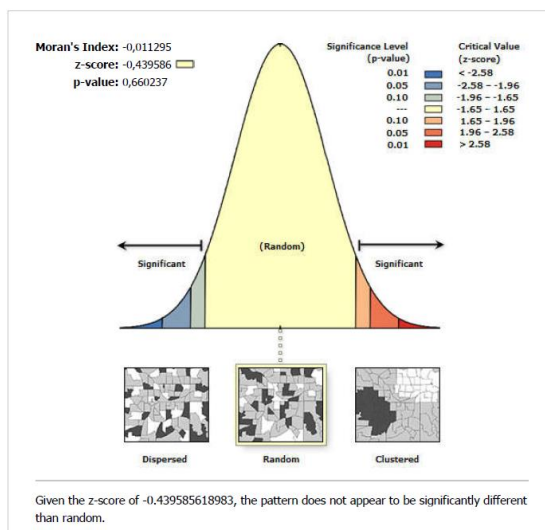 Moran's Index: -0,011295
z-score: -0,439586
p-value: 0,660237
Significance Level
(p-value)
Critical Value
(z-score)
0.01 < -2.58
0.05 -2.58 – -1.96
0.10 -1.96 – -1.65
--- -1.65 – 1.65
0.10 1.65 – 1.96
0.05 1.96 – 2.58
0.01 > 2.58
(Random)
Significant
Significant
Dispersed
Random
Clustered
Given the z-score of -0.439585618983, the pattern does not appear to be significantly different
than random.